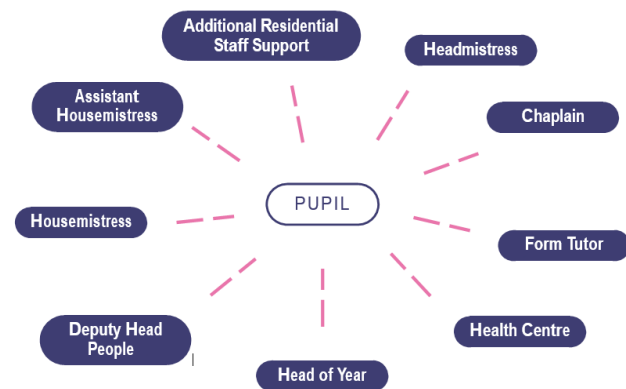 Additional Residential
Staff Support
Headmistress
Assistant
Housemistress
Chaplain
PUPIL
Housemistress
Form Tutor
Deputy Head
People
Health Centre
Head of Year